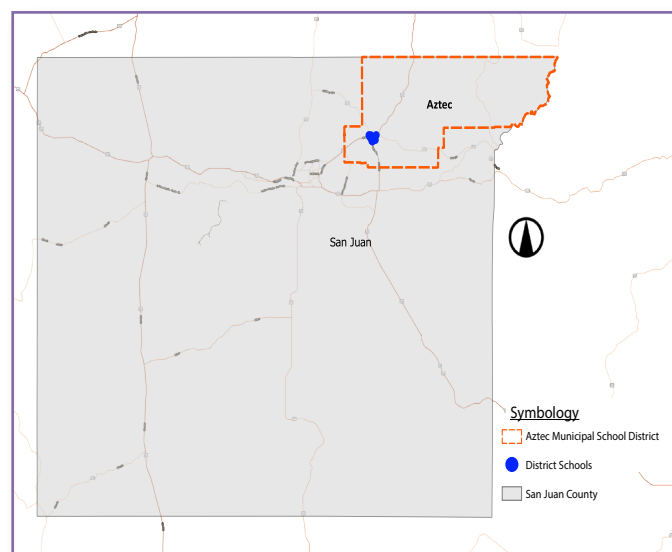 Aztec
San Juan
Symbology
Aztec Municipal School District
District Schools
San Juan County